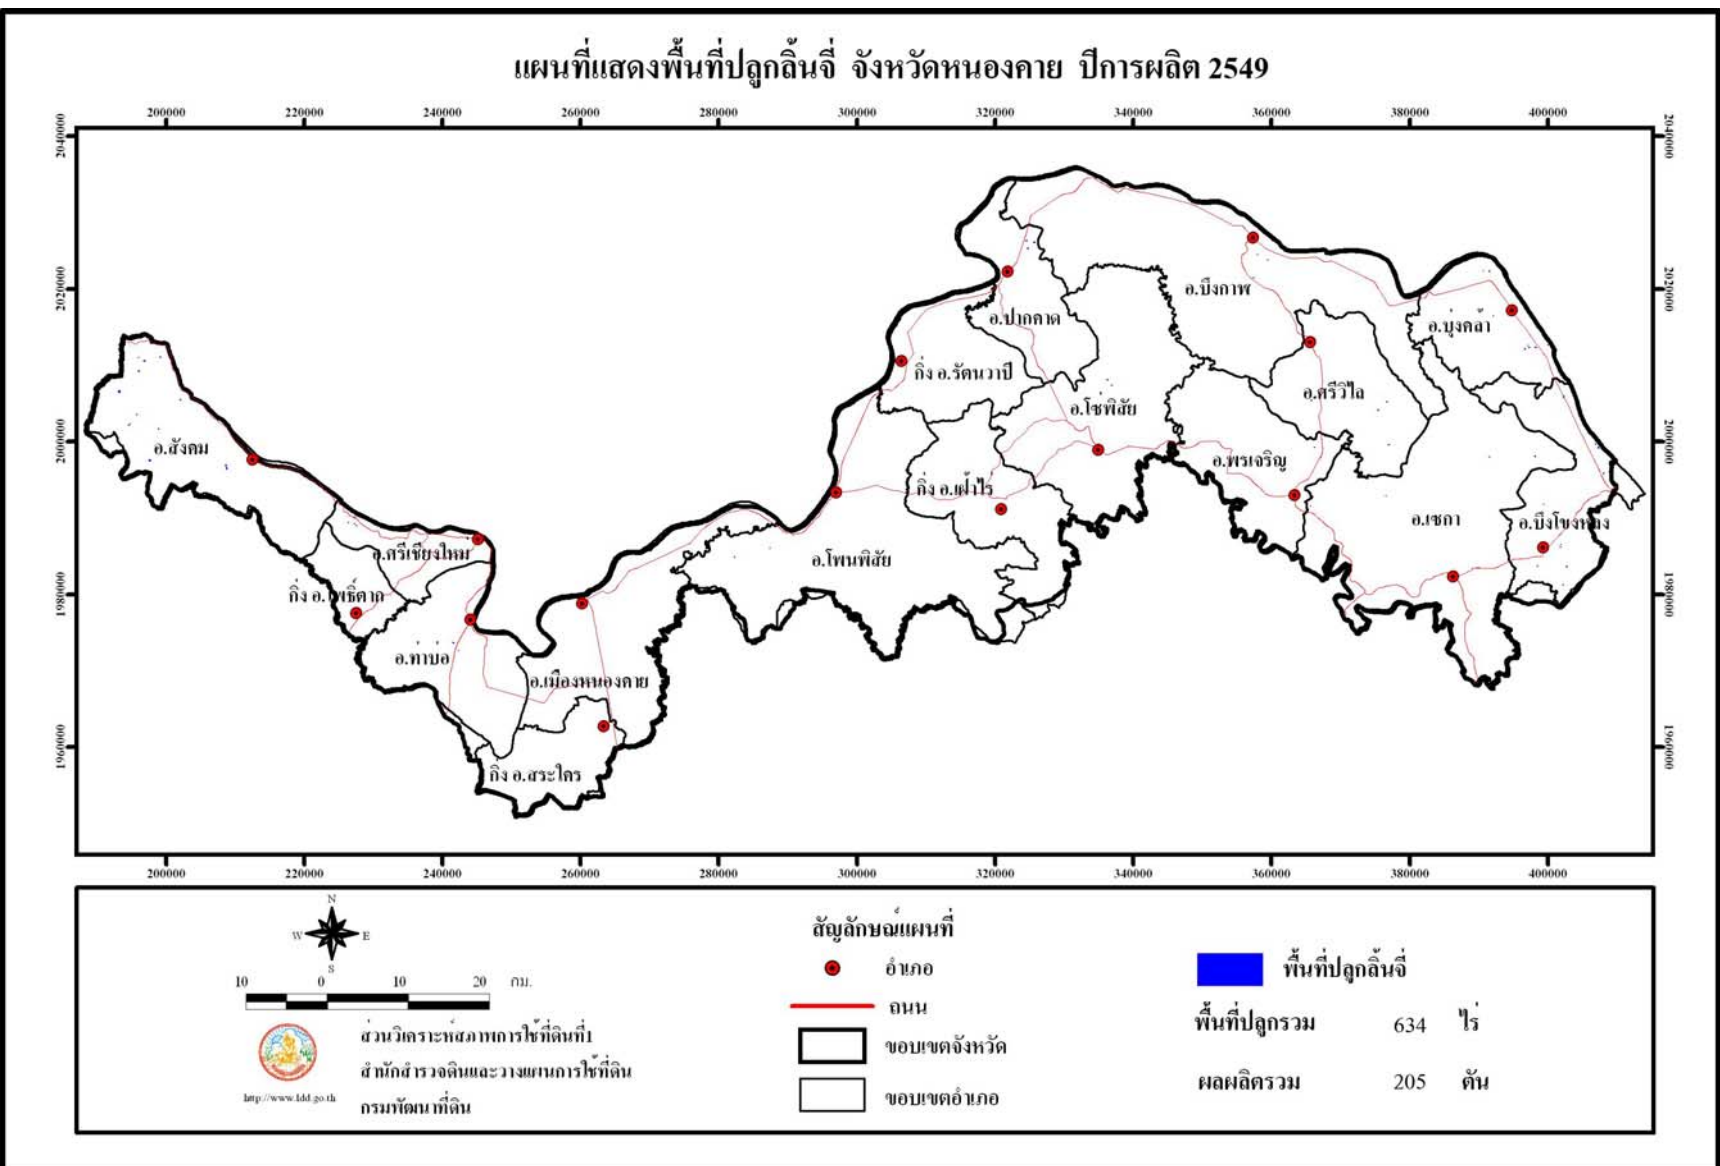 แผนที่แสดงพื้นที่ปลูกลิ้นจี่ จังหวัดหนองคาย ปีการผลิต 2549
200000 220000 240000 260000 280000 300000 320000 340000 360000 380000 400000
2040000 2040000
2020000 2020000
2000000 2000000
1980000 1980000
1960000 1960000
อ.บึงกาฬ
อ.ปากคาด
อ.บุ่งคล้า
กิ่ง อ.รัตนวาปี
อ.ศรีวิไล
อ.โซ่พิสัย
อ.สังคม
อ.พรเจริญ
กิ่ง อ.เฝ้าไร่
อ.เซกา
อ.บึงโขงหลง
อ.ศรีเชียงใหม่
อ.โพนพิสัย
กิ่ง อ.โพธิ์ตาก
อ.ท่าบ่อ
อ.เมืองหนองคาย
กิ่ง อ.สระใคร
200000 220000 240000 260000 280000 300000 320000 340000 360000 380000 400000
N
W E
S
10 0 10 20 กม.
ส่วนวิเคราะห์สภาพการใช้ที่ดินที่1
สำนักสำรวจดินและวางแผนการใช้ที่ดิน
กรมพัฒนาที่ดิน
http://www.ldd.go.th
สัญลักษณ์แผนที่
อำเภอ
ถนน
ขอบเขตจังหวัด
ขอบเขตอำเภอ
พื้นที่ปลูกลิ้นจี่
พื้นที่ปลูกรวม 634 ไร่
ผลผลิตรวม 205 ตัน